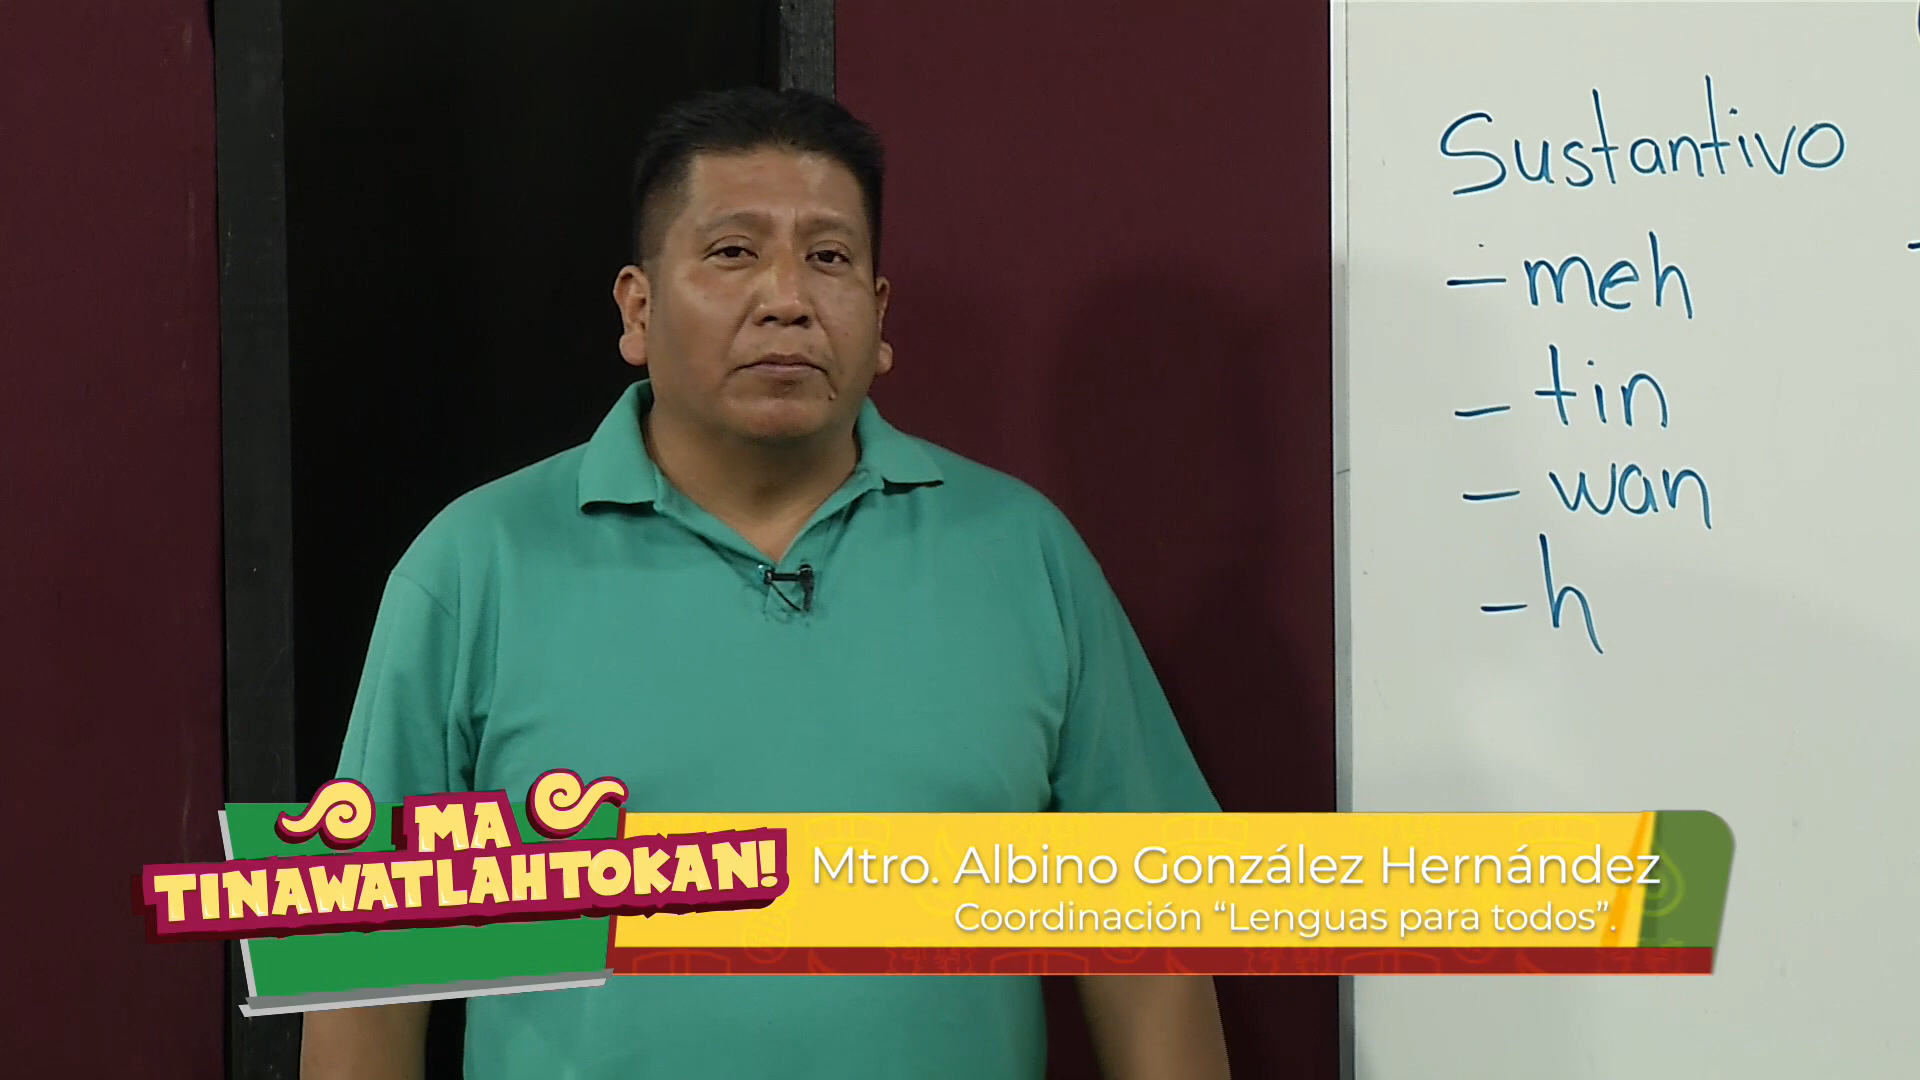 Sustantivo
- meh
- tin
- wan
- h
MA
TINAWATLAHTOKAN!
Mtro. Albino González Hernández
Coordinación “Lenguas para todos”.